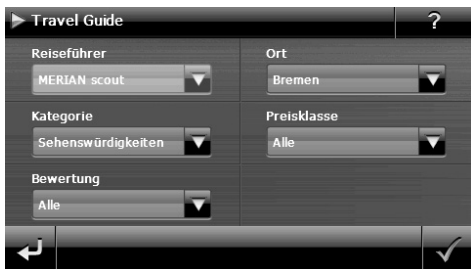 Travel Guide ?
Reiseführer
MERIAN scout
Ort
Bremen
Kategorie
Sehenswürdigkeiten
Preisklasse
Alle
Bewertung
Alle